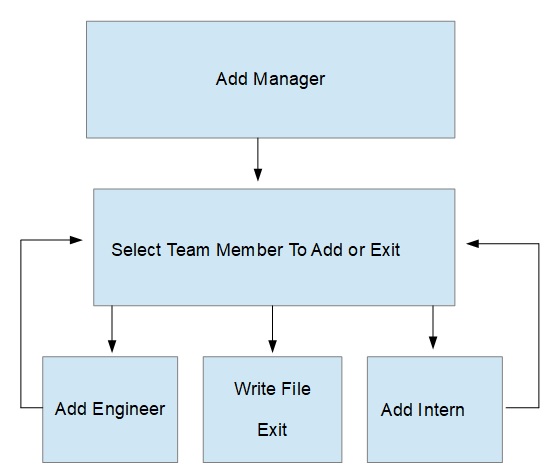 Add Manager
Select Team Member To Add or Exit
Add Engineer
Write File
Exit
Add Intern